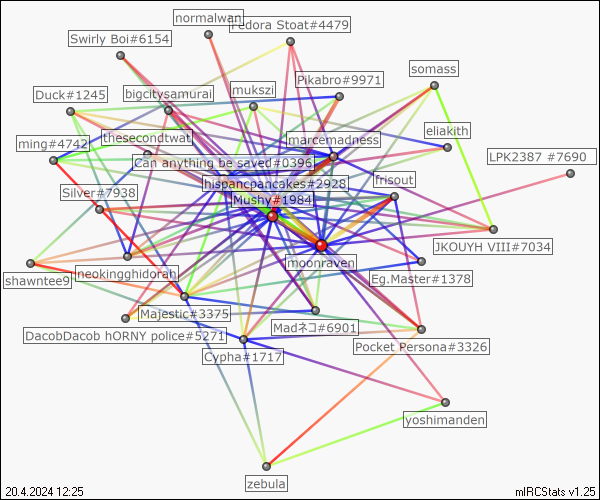 normalwan
Fedora Stoat#4479
Swirly Boi#6154
somass
Pikabro#9971
mukszi
bigcitysamurai
Duck#1245
eliakith
marcemadness
thesecondtwat
ming#4742
LPK2387 #7690
Can anything be saved#0396
frisout
hispancpancakes#2928
Silver#7938
Mushy#1984
JKOUYH VIII#7034
moonraven
neokingghidorah
shawntee9
Eg.Master#1378
Majestic#3375
Madネコ#6901
DacobDacob hORNY police#5271
Pocket Persona#3326
Cypha#1717
yoshimanden
zebula
20.4.2024 12:25
mIRCStats v1.25